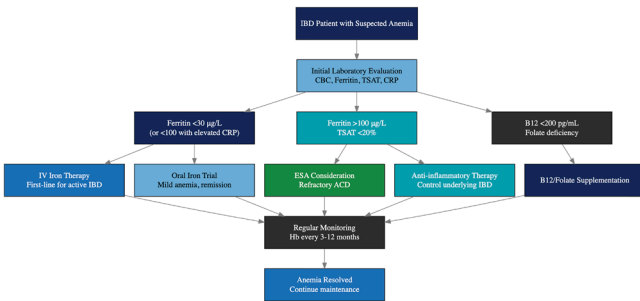 IBD Patient with Suspected Anemia
Initial Laboratory Evaluation
CBC, Ferritin, TSAT, CRP
Ferritin <30 µg/L
(or <100 with elevated CRP)
Ferritin >100 µg/L
TSAT <20%
B12 <200 pg/mL
Folate deficiency
IV Iron Therapy
First-line for active IBD
Oral Iron Trial
Mild anemia, remission
ESA Consideration
Refractory ACD
Anti-inflammatory Therapy
Control underlying IBD
B12/Folate Supplementation
Regular Monitoring
Hb every 3-12 months
Anemia Resolved
Continue maintenance